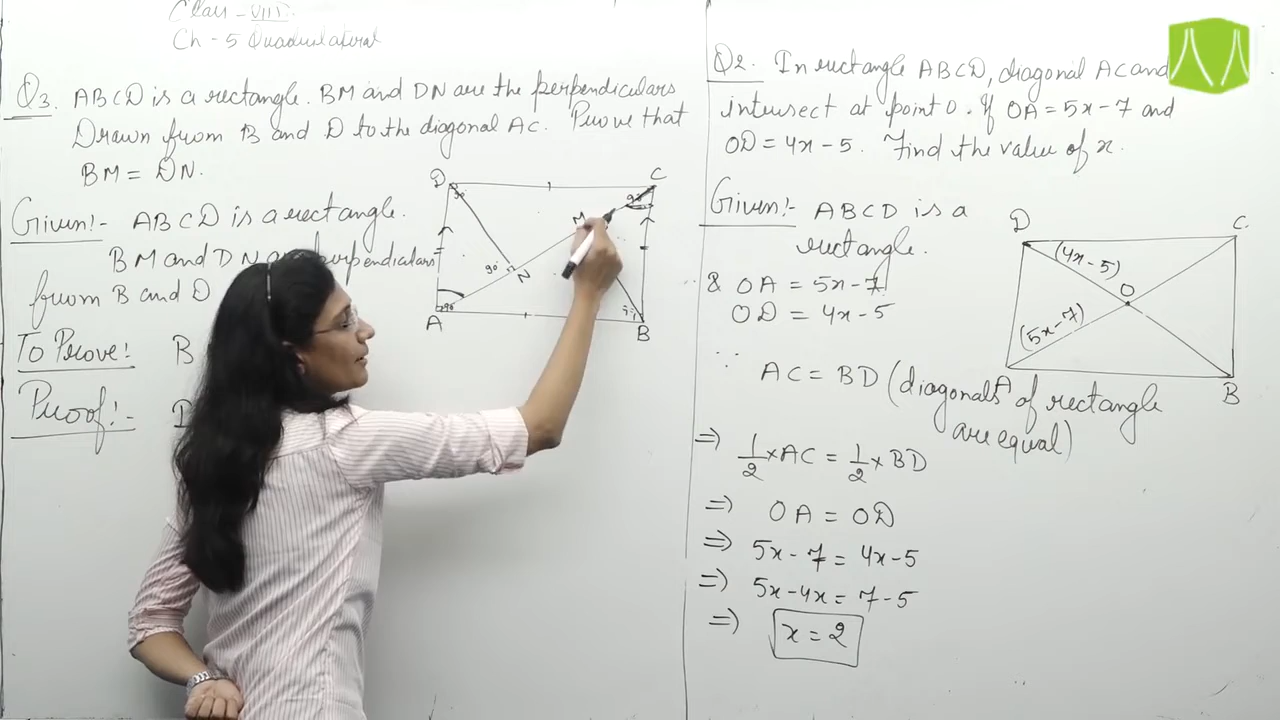 Class - VIII
Ch - 5 Quadrilateral
Q3. ABCD is a rectangle. BM and DN are the perpendiculars
Drawn from B and D to the diagonal AC. Prove that
BM = DN.
Given!- ABCD is a rectangle.
BM and DN are perpendiculars
from B and D
To Prove! B
Proof!-
D
C
M
90°
N
90°
90°
90°
A
B
Q2. In rectangle ABCD, diagonal AC and
intersect at point O. If OA = 5x-7 and
OD = 4x-5. Find the value of x.
Given!- ABCD is a
rectangle.
& OA = 5x-7
OD = 4x-5
∵ AC = BD (diagonals of rectangle
are equal)
⇒ 1/2 × AC = 1/2 × BD
⇒ OA = OD
⇒ 5x-7 = 4x-5
⇒ 5x-4x = 7-5
⇒ x = 2
D
C
(4x-5)
O
(5x-7)
A
B